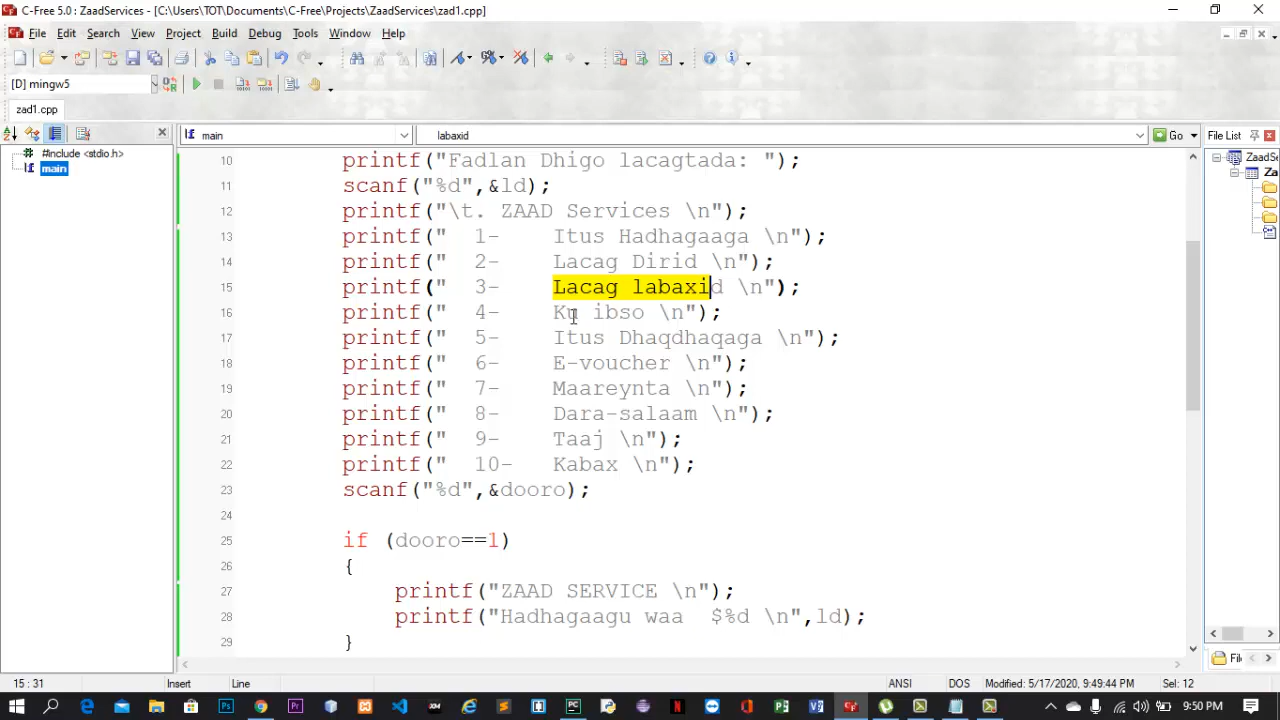 C-Free 5.0 : ZaadServices - [C:\Users\TOT\Documents\C-Free\Projects\ZaadServices\zad1.cpp]
File Edit Search View Project Build Debug Tools Window Help
[D] mingw5
zad1.cpp
main labaxid Go File List
#include <stdio.h>
main
ZaadSe
Za
10 printf("Fadlan Dhigo lacagtada: ");
11 scanf("%d",&ld);
12 printf("\t. ZAAD Services \n");
13 printf(" 1- Itus Hadhagaaga \n");
14 printf(" 2- Lacag Dirid \n");
15 printf(" 3- Lacag labaxid \n");
16 printf(" 4- Ku ibso \n");
17 printf(" 5- Itus Dhaqdhaqaga \n");
18 printf(" 6- E-voucher \n");
19 printf(" 7- Maareynta \n");
20 printf(" 8- Dara-salaam \n");
21 printf(" 9- Taaj \n");
22 printf(" 10- Kabax \n");
23 scanf("%d",&dooro);
24
25 if (dooro==1)
26 {
27 printf("ZAAD SERVICE \n");
28 printf("Hadhagaagu waa $%d \n",ld);
29 }
File
15 : 31 Insert Line ANSI DOS Modified: 5/17/2020, 9:49:44 PM Sel: 12
9:50 PM